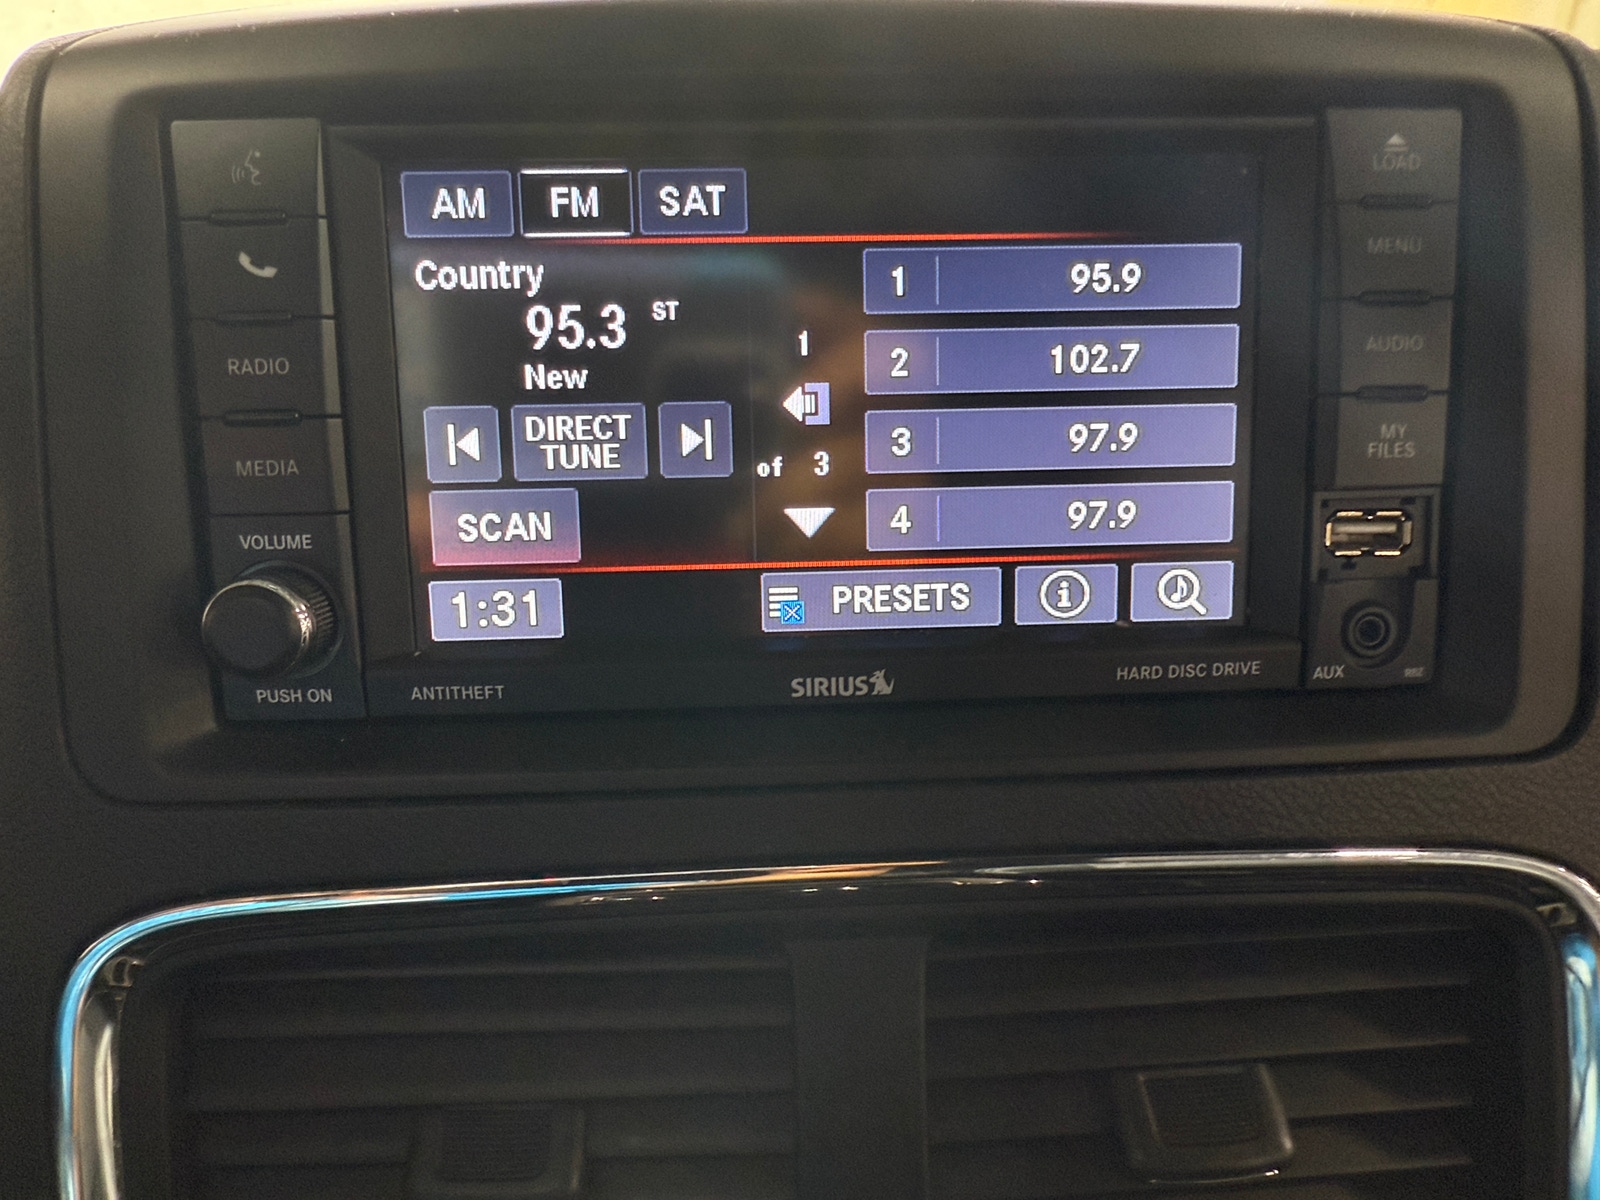 AM FM SAT
Country
95.3 ST
New
DIRECT
TUNE
SCAN
1:31
1
of 3
1 95.9
2 102.7
3 97.9
4 97.9
PRESETS
RADIO
MEDIA
VOLUME
PUSH ON
LOAD
MENU
AUDIO
MY
FILES
AUX
ANTITHEFT
SIRIUS
HARD DISC DRIVE